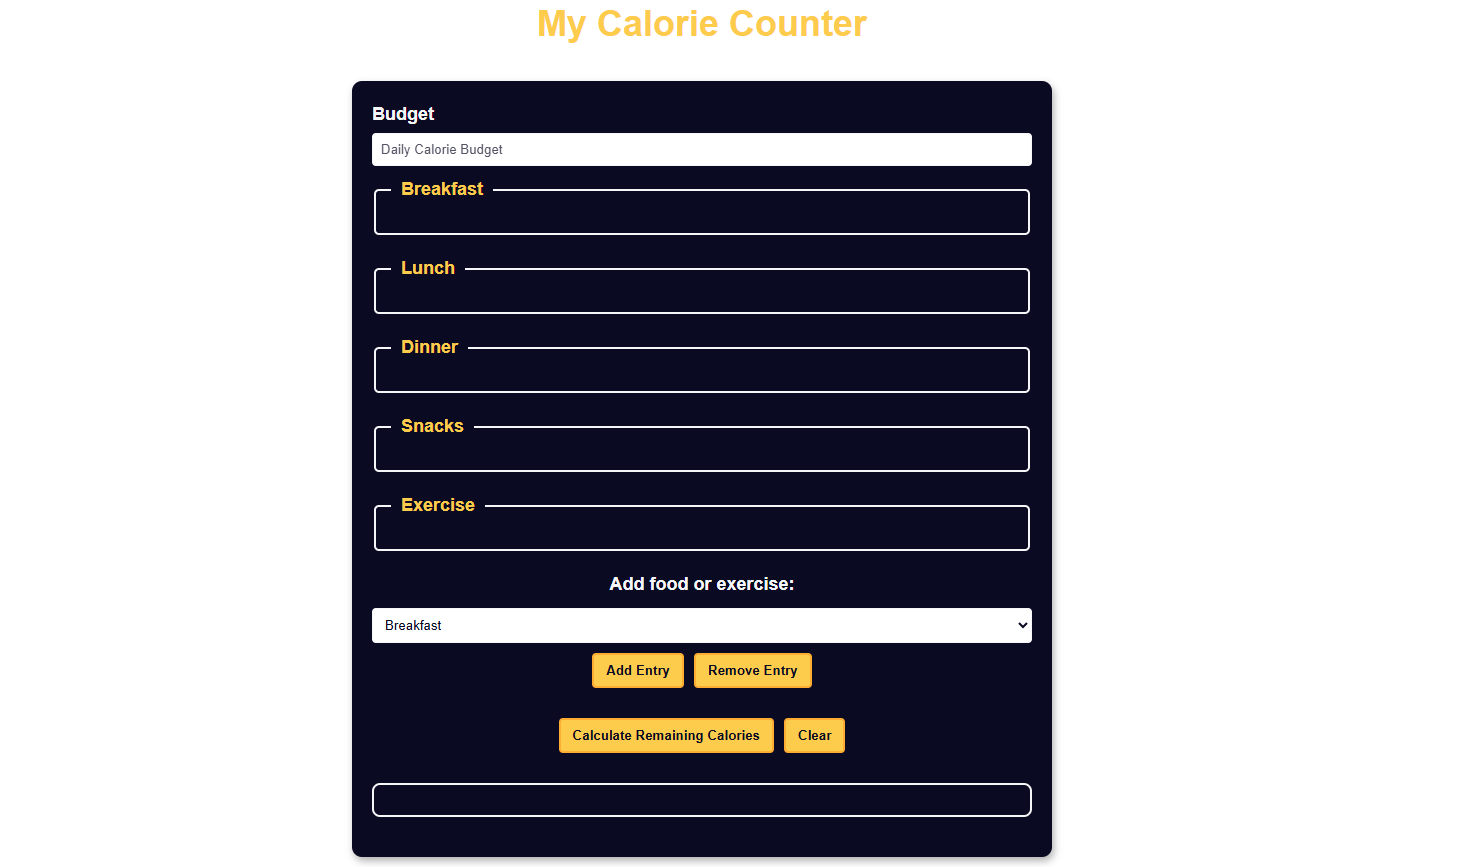 My Calorie Counter
Budget
Daily Calorie Budget
Breakfast
Lunch
Dinner
Snacks
Exercise
Add food or exercise:
Breakfast
Add Entry Remove Entry
Calculate Remaining Calories Clear